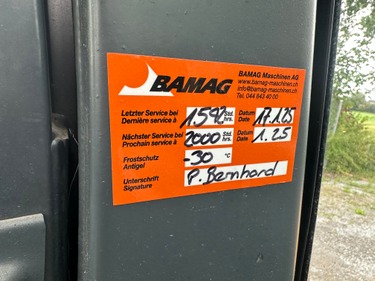 BAMAG
BAMAG Maschinen AG
www.bamag-maschinen.ch
info@bamag-maschinen.ch
Tel. 044 843 40 00
Letzter Service bei
Dernière service à
1592
Std.
hrs.
Datum
Date
17.1.25
Nächster Service bei
Prochain service à
2000
Std.
hrs.
Datum
Date
1.25
Frostschutz
Antigel
-30 °C
Unterschrift
Signature
P. Bernhard